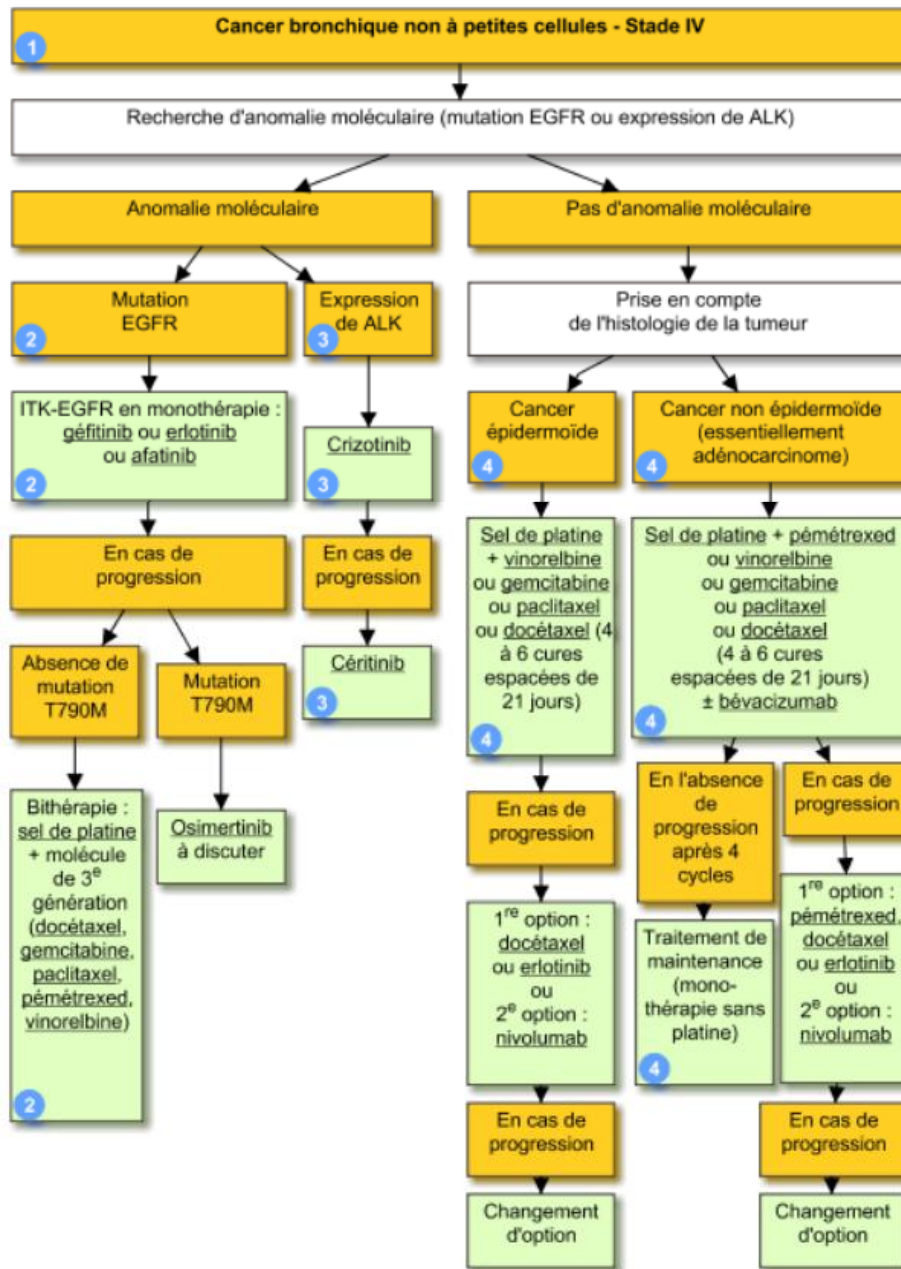 Cancer bronchique non à petites cellules - Stade IV
1
Recherche d'anomalie moléculaire (mutation EGFR ou expression de ALK)
Anomalie moléculaire
Pas d'anomalie moléculaire
Mutation
EGFR
2
Expression
de ALK
3
Prise en compte
de l'histologie de la tumeur
ITK-EGFR en monothérapie :
géfitinib ou erlotinib
ou afatinib
2
Crizotinib
3
Cancer
épidermoïde
4
Cancer non épidermoïde
(essentiellement
adénocarcinome)
4
En cas de
progression
En cas de
progression
Sel de platine
+ vinorelbine
ou gemcitabine
ou paclitaxel
ou docétaxel (4
à 6 cures
espacées de
21 jours)
4
Sel de platine + pémétrexed
ou vinorelbine
ou gemcitabine
ou paclitaxel
ou docétaxel
(4 à 6 cures
espacées de 21 jours)
± bévacizumab
4
Absence de
mutation
T790M
Mutation
T790M
Céritinib
3
Bithérapie :
sel de platine
+ molécule
de 3e
génération
(docétaxel,
gemcitabine,
paclitaxel,
pémétrexed,
vinorelbine)
2
Osimertinib
à discuter
En cas de
progression
En l'absence
de
progression
après 4
cycles
En cas de
progression
1re option :
docétaxel
ou erlotinib
ou
2e option :
nivolumab
Traitement de
maintenance
(mono-
thérapie sans
platine)
4
1re option :
pémétrexed,
docétaxel
ou erlotinib
ou
2e option :
nivolumab
En cas de
progression
En cas de
progression
Changement
d'option
Changement
d'option